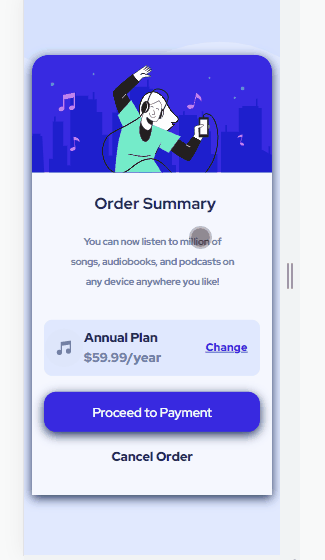 Order Summary
You can now listen to million of
songs, audiobooks, and podcasts on
any device anywhere you like!
Annual Plan
$59.99/year
Change
Proceed to Payment
Cancel Order